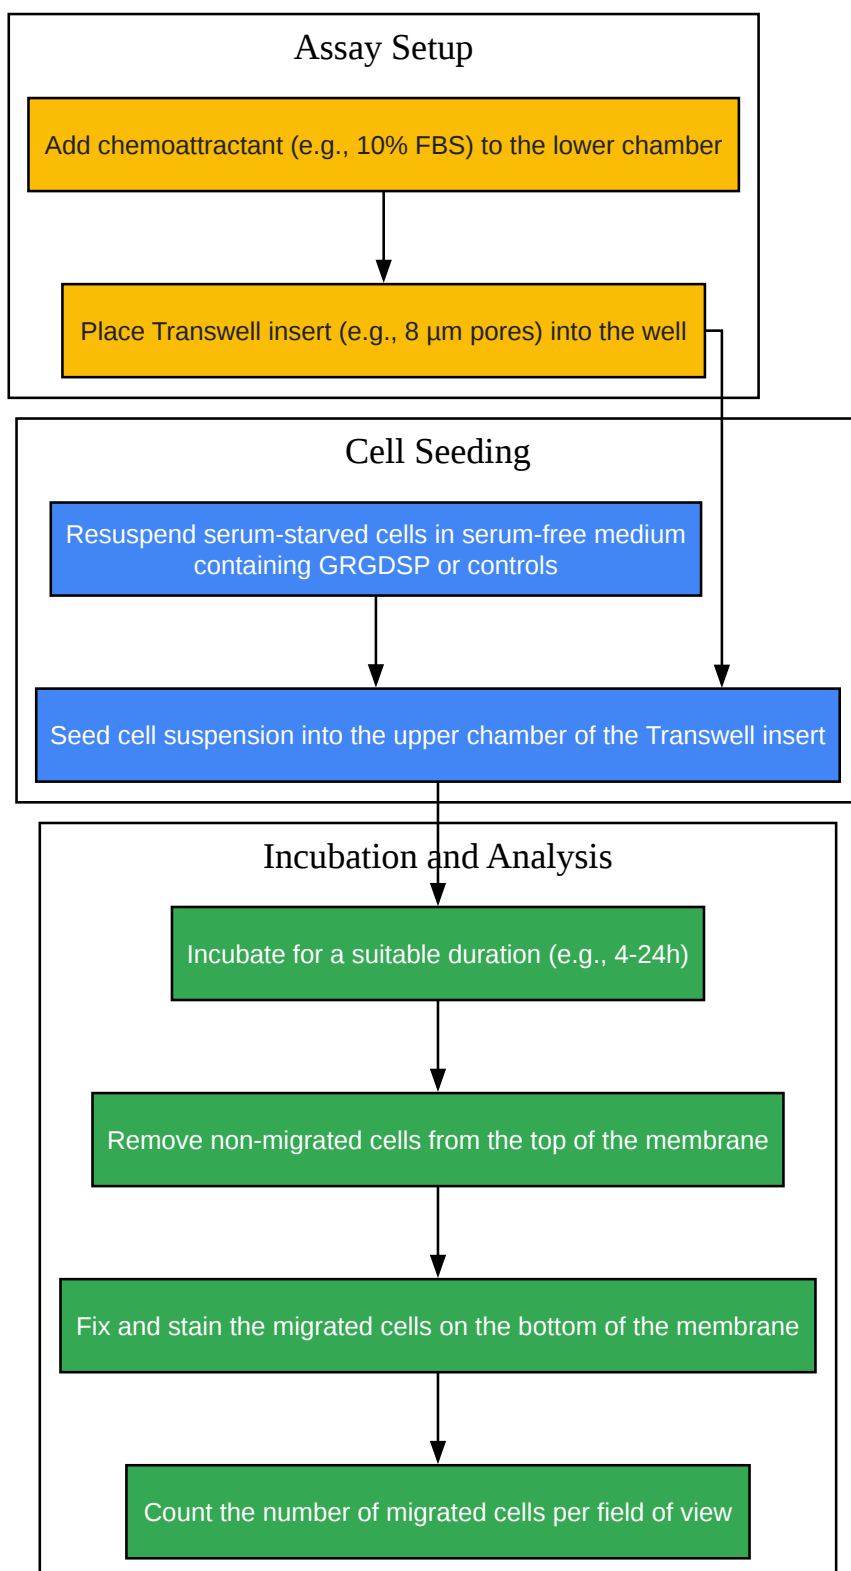 Assay Setup
Add chemoattractant (e.g., 10% FBS) to the lower chamber
Place Transwell insert (e.g., 8 µm pores) into the well
Cell Seeding
Resuspend serum-starved cells in serum-free medium
containing GRGDSP or controls
Seed cell suspension into the upper chamber of the Transwell insert
Incubation and Analysis
Incubate for a suitable duration (e.g., 4-24h)
Remove non-migrated cells from the top of the membrane
Fix and stain the migrated cells on the bottom of the membrane
Count the number of migrated cells per field of view